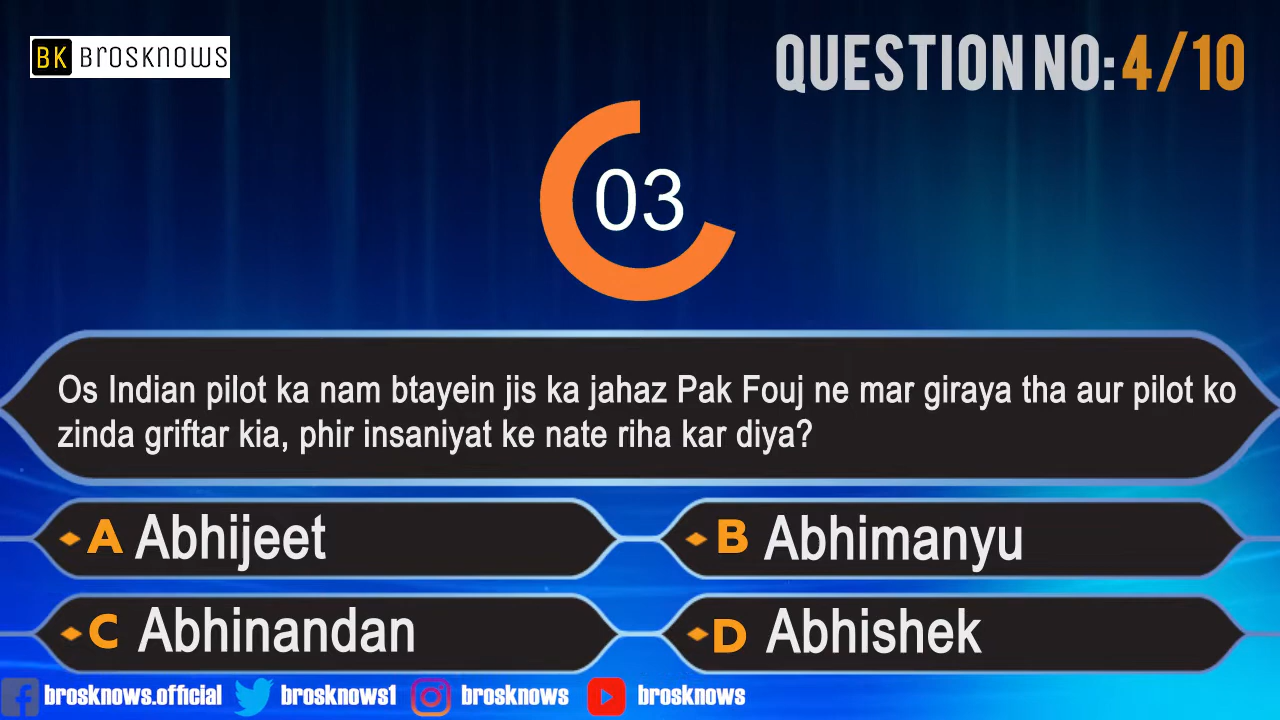 BK BROSKNOWS
QUESTION NO: 4/10
03
Os Indian pilot ka nam btayein jis ka jahaz Pak Fouj ne mar giraya tha aur pilot ko
zinda griftar kia, phir insaniyat ke nate riha kar diya?
A Abhijeet
B Abhimanyu
C Abhinandan
D Abhishek
brosknows.official brosknows1 brosknows brosknows